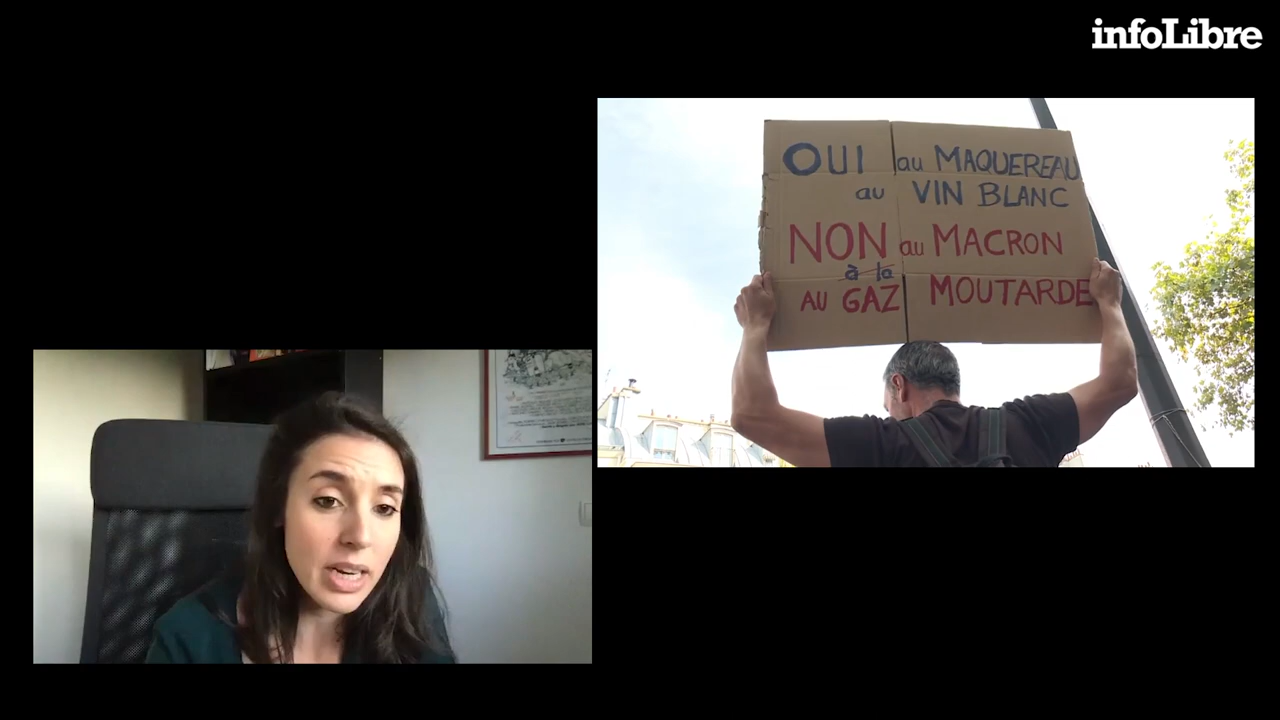 infoLibre
OUI au MAQUEREAU
au VIN BLANC
NON au MACRON
à la
AU GAZ MOUTARDE